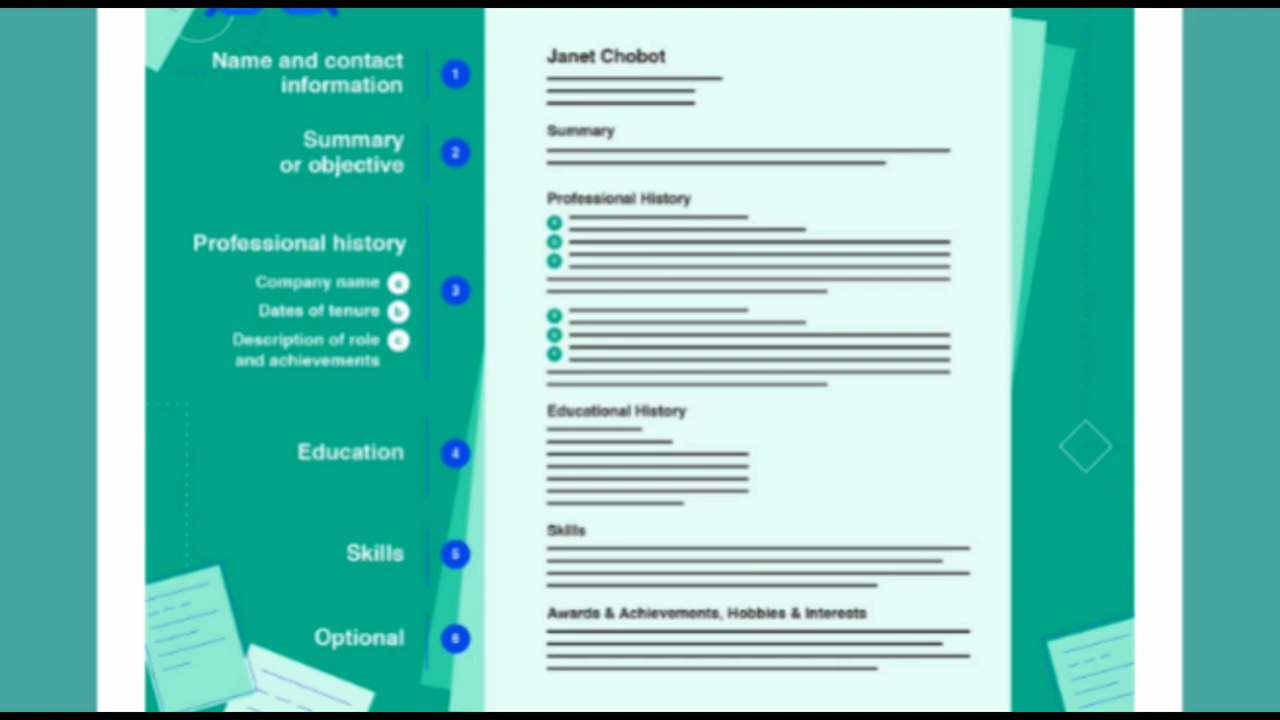 Name and contact
information
1
Summary
or objective
2
Professional history
3
Company name a
Dates of tenure b
Description of role c
and achievements
Education
4
Skills
5
Optional
6
Janet Chobot
Summary
Professional History
Educational History
Skills
Awards & Achievements, Hobbies & Interests